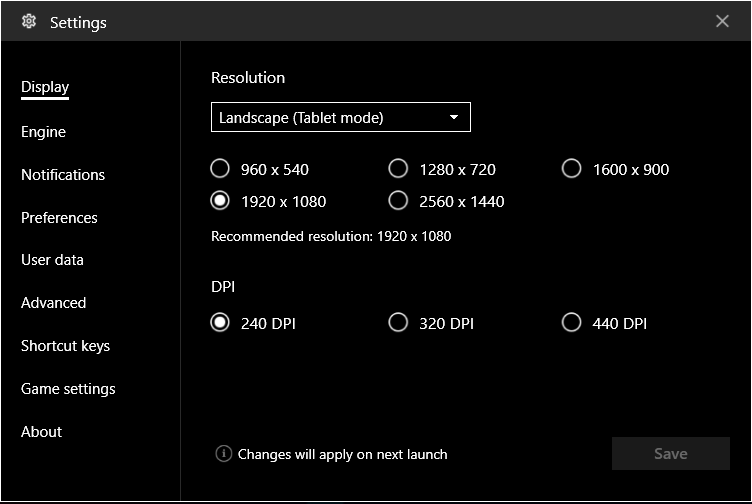 Settings
Display
Engine
Notifications
Preferences
User data
Advanced
Shortcut keys
Game settings
About
Resolution
Landscape (Tablet mode)
960 x 540 1280 x 720 1600 x 900
1920 x 1080 2560 x 1440
Recommended resolution: 1920 x 1080
DPI
240 DPI 320 DPI 440 DPI
Changes will apply on next launch
Save